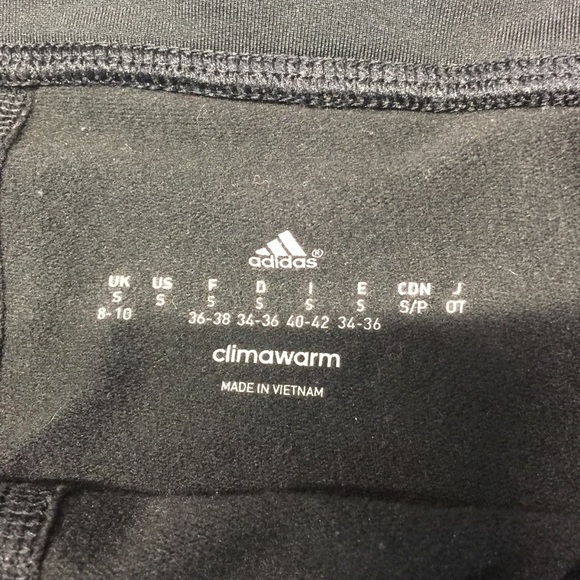 adidas®
UK US F D I E CDN J
S S S S S S S/P OT
8-10 36-38 34-36 40-42 34-36
climawarm
MADE IN VIETNAM